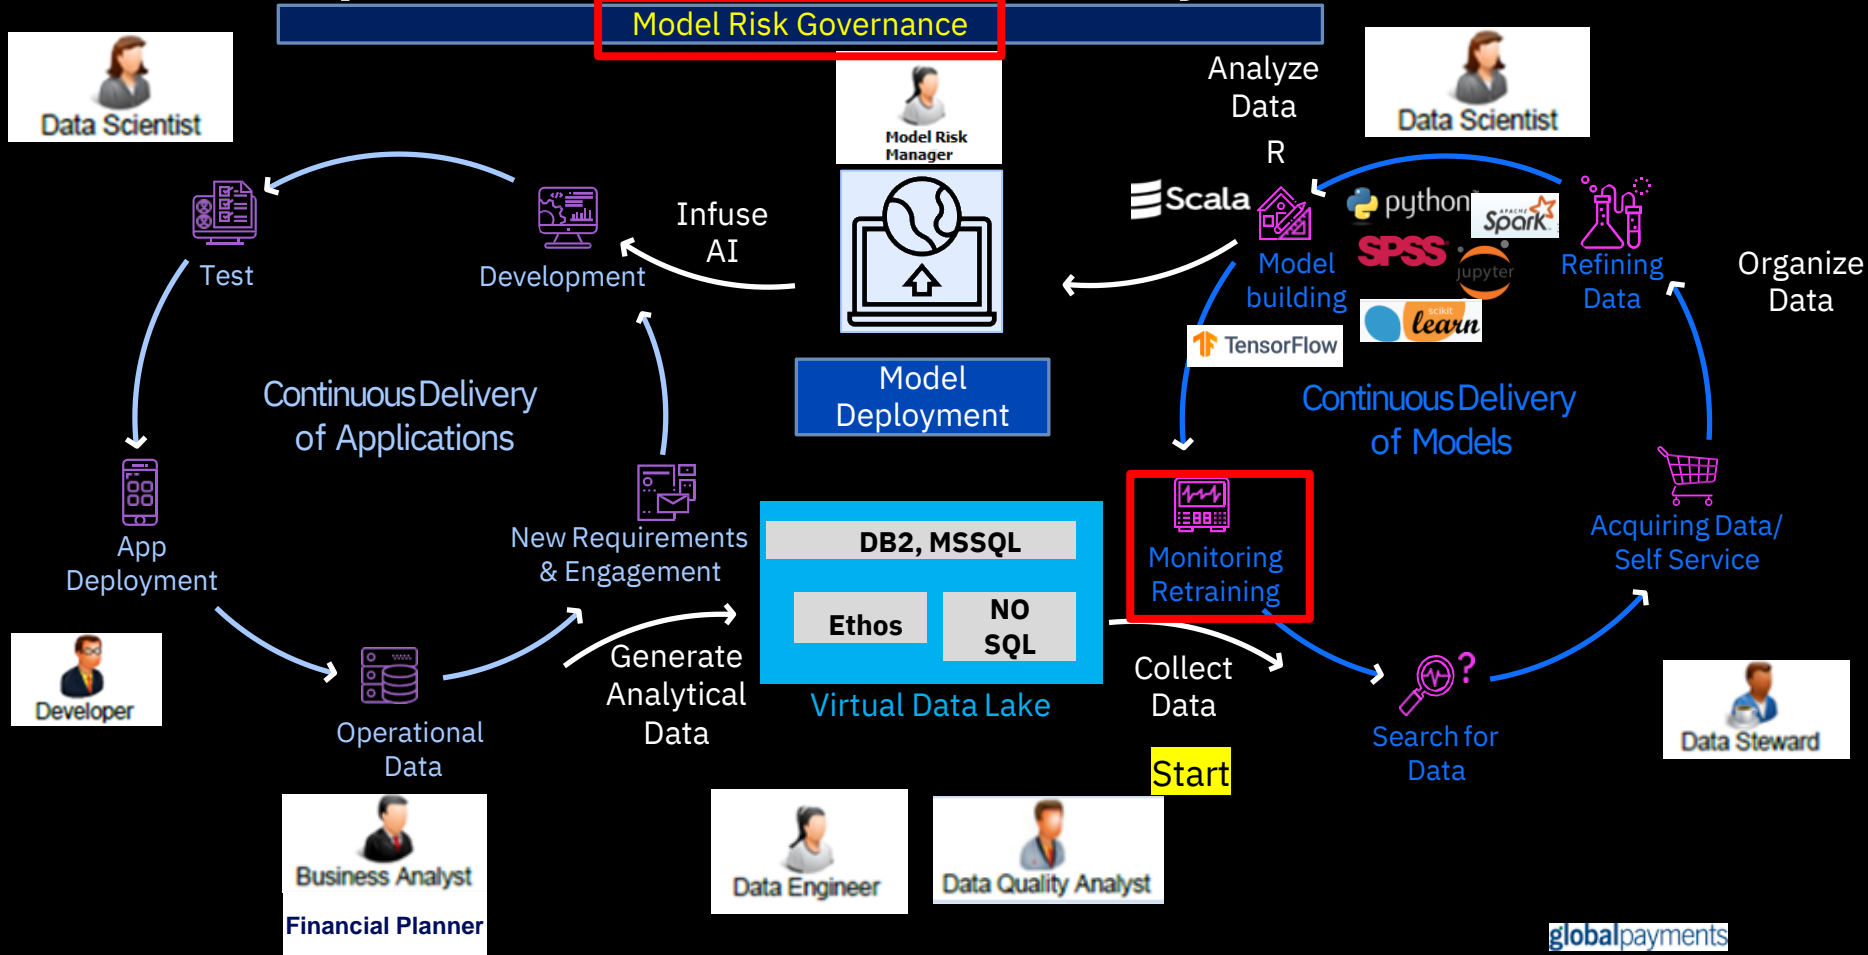 Model Risk Governance
Data Scientist
Model Risk
Manager
Analyze
Data
R
Data Scientist
Scala
python
APACHE
Spark
SPSS
jupyter
scikit
learn
TensorFlow
Model
building
Refining
Data
Organize
Data
Infuse
AI
Test
Development
Model
Deployment
Continuous Delivery
of Applications
Continuous Delivery
of Models
App
Deployment
New Requirements
& Engagement
DB2, MSSQL
Ethos
NO
SQL
Virtual Data Lake
Monitoring
Retraining
Acquiring Data/
Self Service
Developer
Operational
Data
Generate
Analytical
Data
Collect
Data
Start
?
Search for
Data
Data Steward
Business Analyst
Financial Planner
Data Engineer
Data Quality Analyst
globalpayments